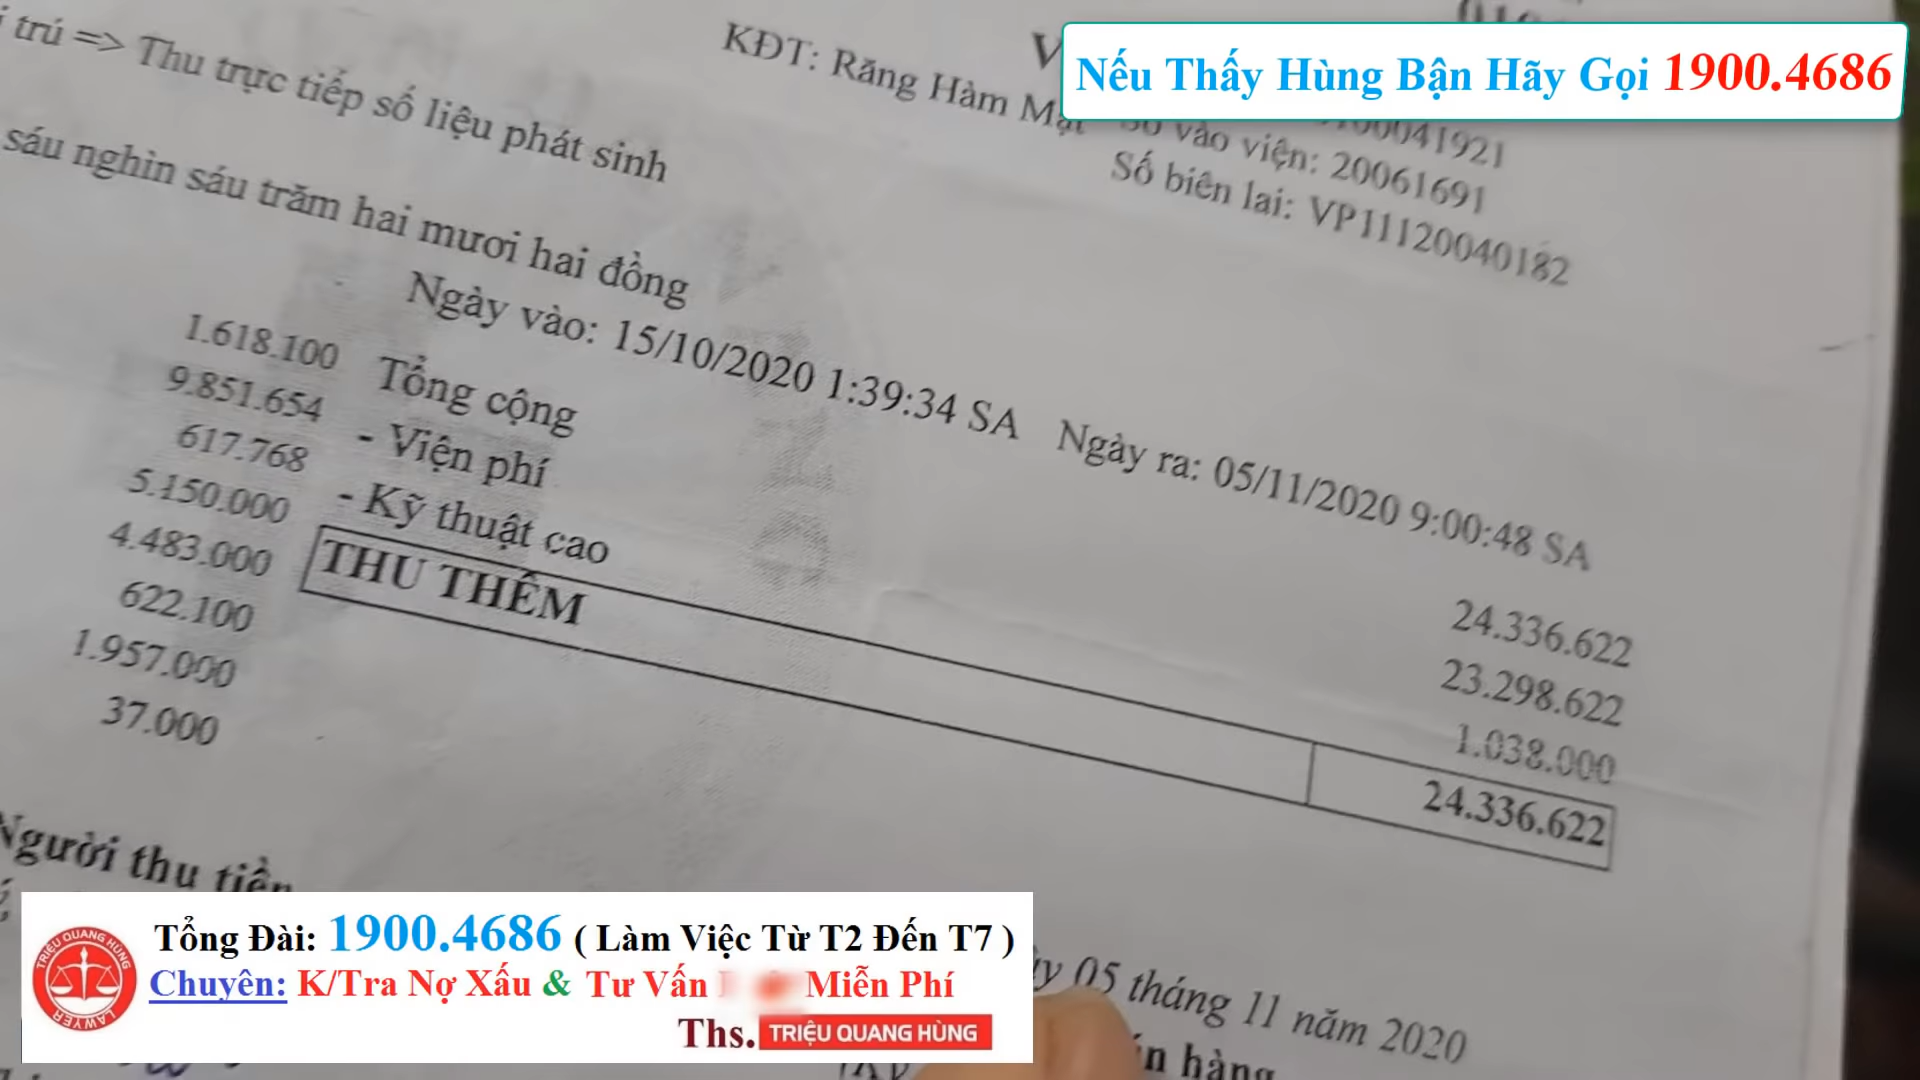 Nếu Thấy Hùng Bận Hãy Gọi 1900.4686
trú => Thu trực tiếp số liệu phát sinh
KĐT: Răng Hàm Mặt
041921
Số vào viện: 20061691
Số biên lai: VP11120040182
sáu nghìn sáu trăm hai mươi hai đồng
Ngày vào: 15/10/2020 1:39:34 SA Ngày ra: 05/11/2020 9:00:48 SA
1.618.100 Tổng cộng 24.336.622
9.851.654 - Viện phí 23.298.622
617.768 - Kỹ thuật cao 1.038.000
5.150.000 THU THÊM 24.336.622
4.483.000
622.100
1.957.000
37.000
Người thu tiền
05 tháng 11 năm 2020
hàng
Tổng Đài: 1900.4686 ( Làm Việc Từ T2 Đến T7 )
Chuyên: K/Tra Nợ Xấu & Tư Vấn Miễn Phí
Ths. TRIỆU QUANG HÙNG
TRIỆU QUANG HÙNG
LAWYER